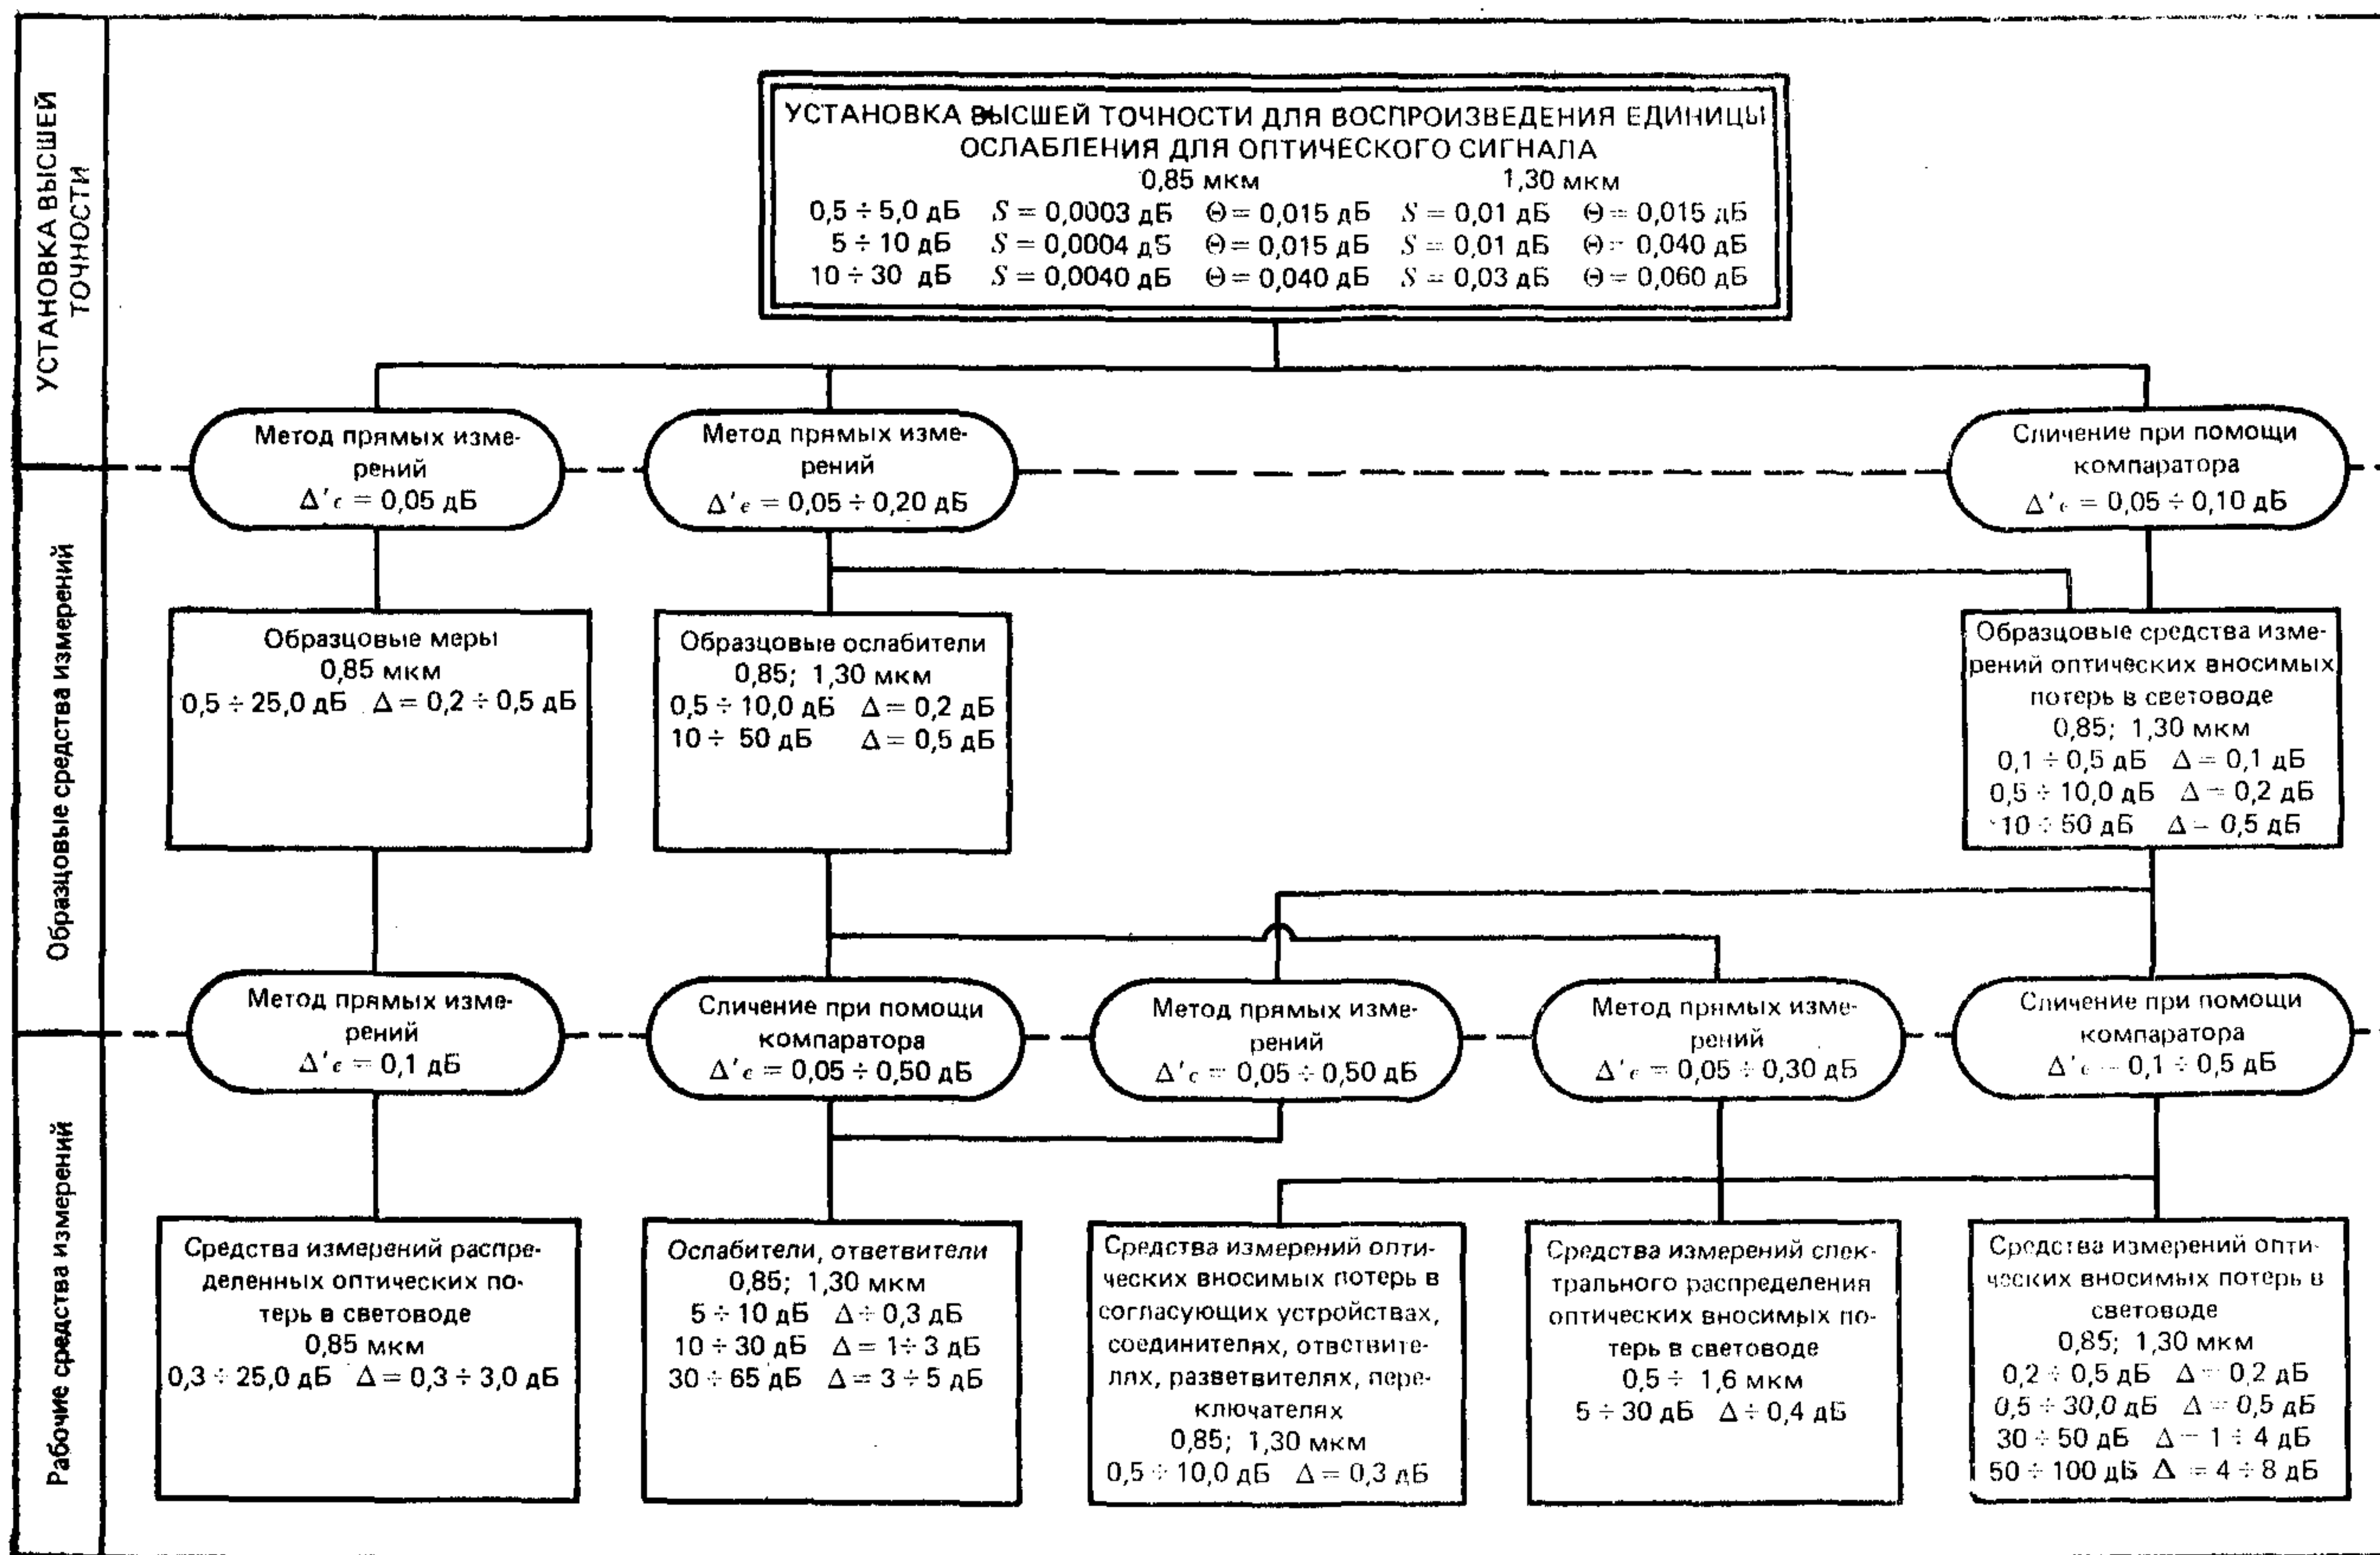 УСТАНОВКА ВЫСШЕЙ
ТОЧНОСТИ
УСТАНОВКА ВЫСШЕЙ ТОЧНОСТИ ДЛЯ ВОСПРОИЗВЕДЕНИЯ ЕДИНИЦЫ
ОСЛАБЛЕНИЯ ДЛЯ ОПТИЧЕСКОГО СИГНАЛА
0,85 мкм 1,30 мкм
0,5 ÷ 5,0 дБ S = 0,0003 дБ Θ = 0,015 дБ S = 0,01 дБ Θ = 0,015 дБ
5 ÷ 10 дБ S = 0,0004 дБ Θ = 0,015 дБ S = 0,01 дБ Θ = 0,040 дБ
10 ÷ 30 дБ S = 0,0040 дБ Θ = 0,040 дБ S = 0,03 дБ Θ = 0,060 дБ
Метод прямых изме-
рений
Δ'ϵ = 0,05 дБ
Метод прямых изме-
рений
Δ'ϵ = 0,05 ÷ 0,20 дБ
Сличение при помощи
компаратора
Δ'ϵ = 0,05 ÷ 0,10 дБ
Образцовые средства измерений
Образцовые меры
0,85 мкм
0,5 ÷ 25,0 дБ Δ = 0,2 ÷ 0,5 дБ
Образцовые ослабители
0,85; 1,30 мкм
0,5 ÷ 10,0 дБ Δ = 0,2 дБ
10 ÷ 50 дБ Δ = 0,5 дБ
Образцовые средства изме-
рений оптических вносимых
потерь в световоде
0,85; 1,30 мкм
0,1 ÷ 0,5 дБ Δ = 0,1 дБ
0,5 ÷ 10,0 дБ Δ = 0,2 дБ
10 ÷ 50 дБ Δ = 0,5 дБ
Метод прямых изме-
рений
Δ'ϵ = 0,1 дБ
Сличение при помощи
компаратора
Δ'ϵ = 0,05 ÷ 0,50 дБ
Метод прямых изме-
рений
Δ'ϵ = 0,05 ÷ 0,50 дБ
Метод прямых изме-
рений
Δ'ϵ = 0,05 ÷ 0,30 дБ
Сличение при помощи
компаратора
Δ'ϵ = 0,1 ÷ 0,5 дБ
Рабочие средства измерений
Средства измерений распре-
деленных оптических по-
терь в световоде
0,85 мкм
0,3 ÷ 25,0 дБ Δ = 0,3 ÷ 3,0 дБ
Ослабители, ответвители
0,85; 1,30 мкм
5 ÷ 10 дБ Δ ÷ 0,3 дБ
10 ÷ 30 дБ Δ = 1 ÷ 3 дБ
30 ÷ 65 дБ Δ = 3 ÷ 5 дБ
Средства измерений опти-
ческих вносимых потерь в
согласующих устройствах,
соединителях, ответвите-
лях, разветвителях, пере-
ключателях
0,85; 1,30 мкм
0,5 ÷ 10,0 дБ Δ = 0,3 дБ
Средства измерений спек-
трального распределения
оптических вносимых по-
терь в световоде
0,5 ÷ 1,6 мкм
5 ÷ 30 дБ Δ ÷ 0,4 дБ
Средства измерений опти-
ческих вносимых потерь в
световоде
0,85; 1,30 мкм
0,2 ÷ 0,5 дБ Δ = 0,2 дБ
0,5 ÷ 30,0 дБ Δ = 0,5 дБ
30 ÷ 50 дБ Δ = 1 ÷ 4 дБ
50 ÷ 100 дБ Δ = 4 ÷ 8 дБ